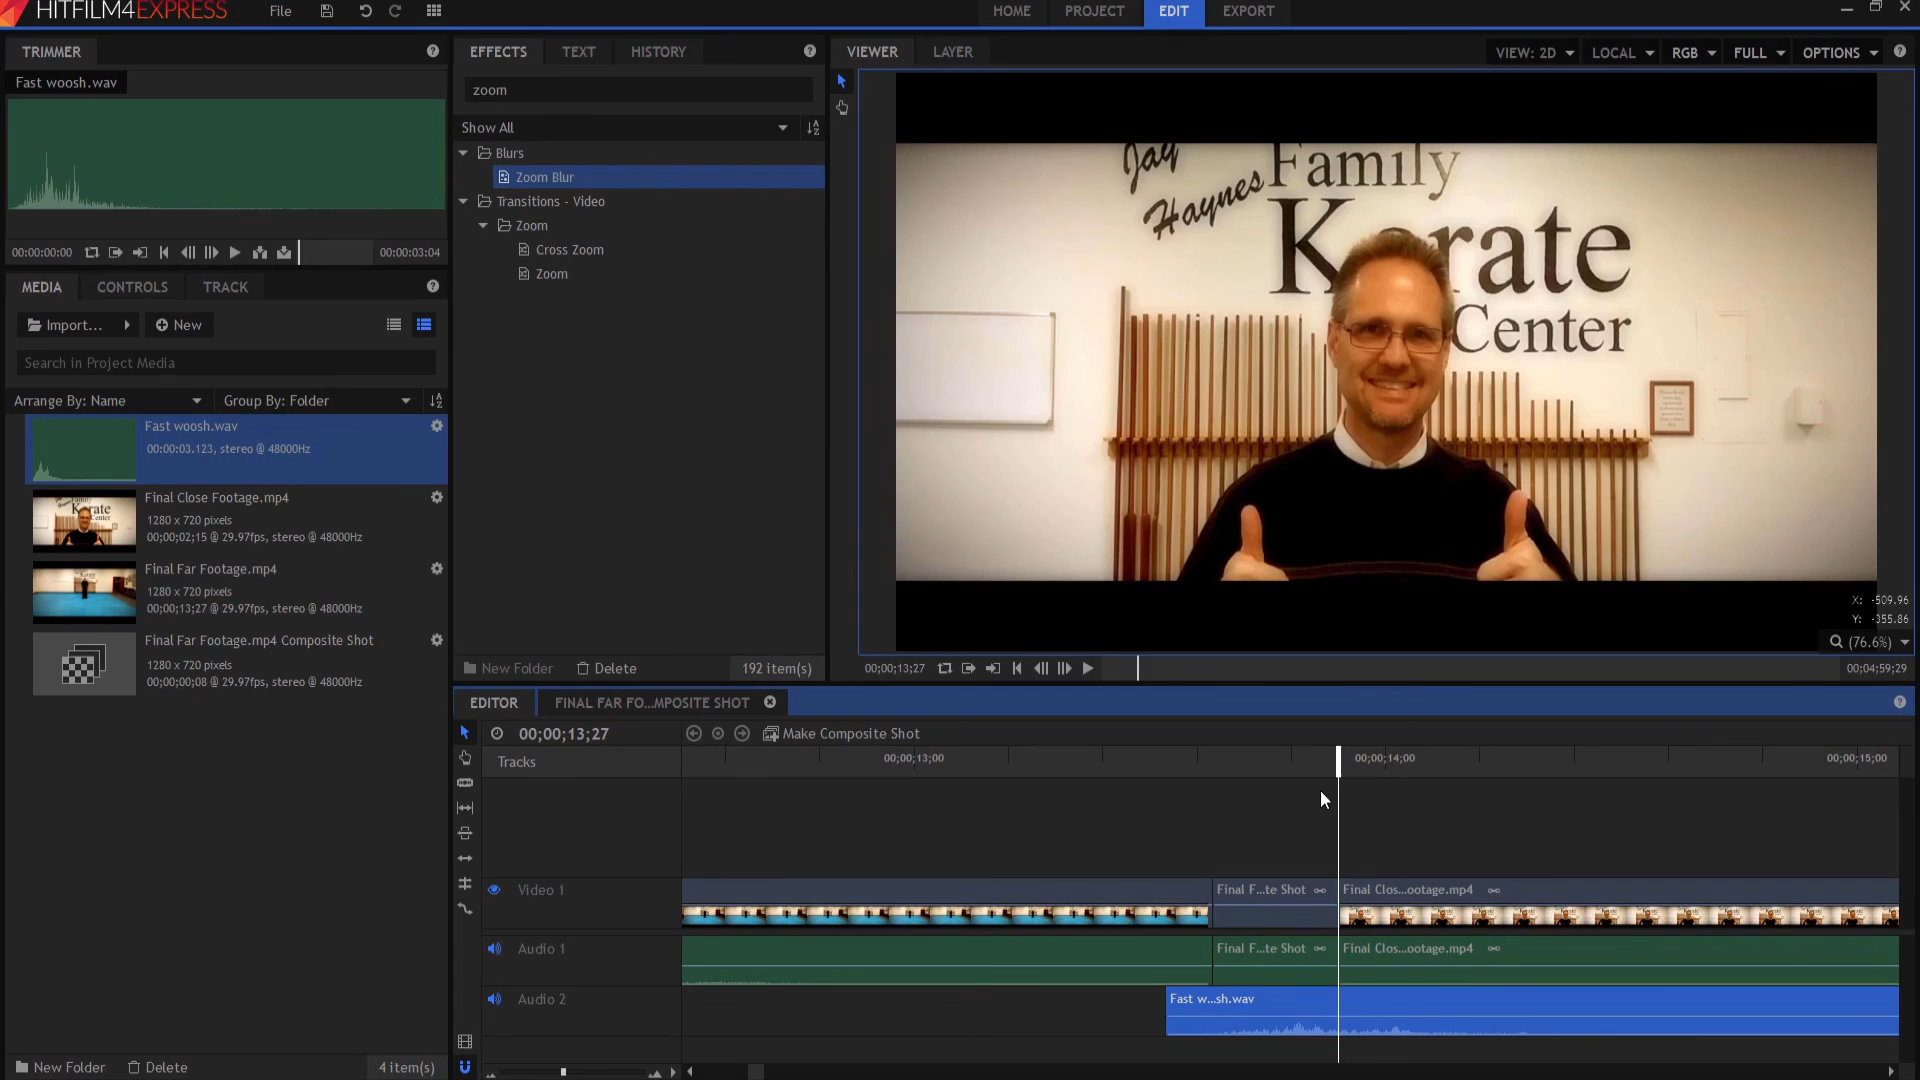 HITFILM4EXPRESS
File
HOME
PROJECT
EDIT
EXPORT
TRIMMER
Fast woosh.wav
00:00:00:00
00:00:03:04
MEDIA
CONTROLS
TRACK
Import...
New
Search in Project Media
Arrange By: Name
Group By: Folder
Fast woosh.wav
00:00:03.123, stereo @ 48000Hz
Final Close Footage.mp4
1280 x 720 pixels
00;00;02;15 @ 29.97fps, stereo @ 48000Hz
Final Far Footage.mp4
1280 x 720 pixels
00;00;13;27 @ 29.97fps, stereo @ 48000Hz
Final Far Footage.mp4 Composite Shot
1280 x 720 pixels
00;00;00;08 @ 29.97fps, stereo @ 48000Hz
New Folder
Delete
4 item(s)
EFFECTS
TEXT
HISTORY
zoom
Show All
Blurs
Zoom Blur
Transitions - Video
Zoom
Cross Zoom
Zoom
New Folder
Delete
192 item(s)
VIEWER
LAYER
VIEW: 2D
LOCAL
RGB
FULL
OPTIONS
Jay
Haynes
Family
Karate
Center
X: -509.96
Y: -355.86
(76.6%)
00;00;13;27
00;04;59;29
EDITOR
FINAL FAR FO...MPOSITE SHOT
00;00;13;27
Make Composite Shot
Tracks
00;00;13;00
00;00;14;00
00;00;15;00
Video 1
Final F...te Shot
Final Clos...ootage.mp4
Audio 1
Final F...te Shot
Final Clos...ootage.mp4
Audio 2
Fast w...sh.wav